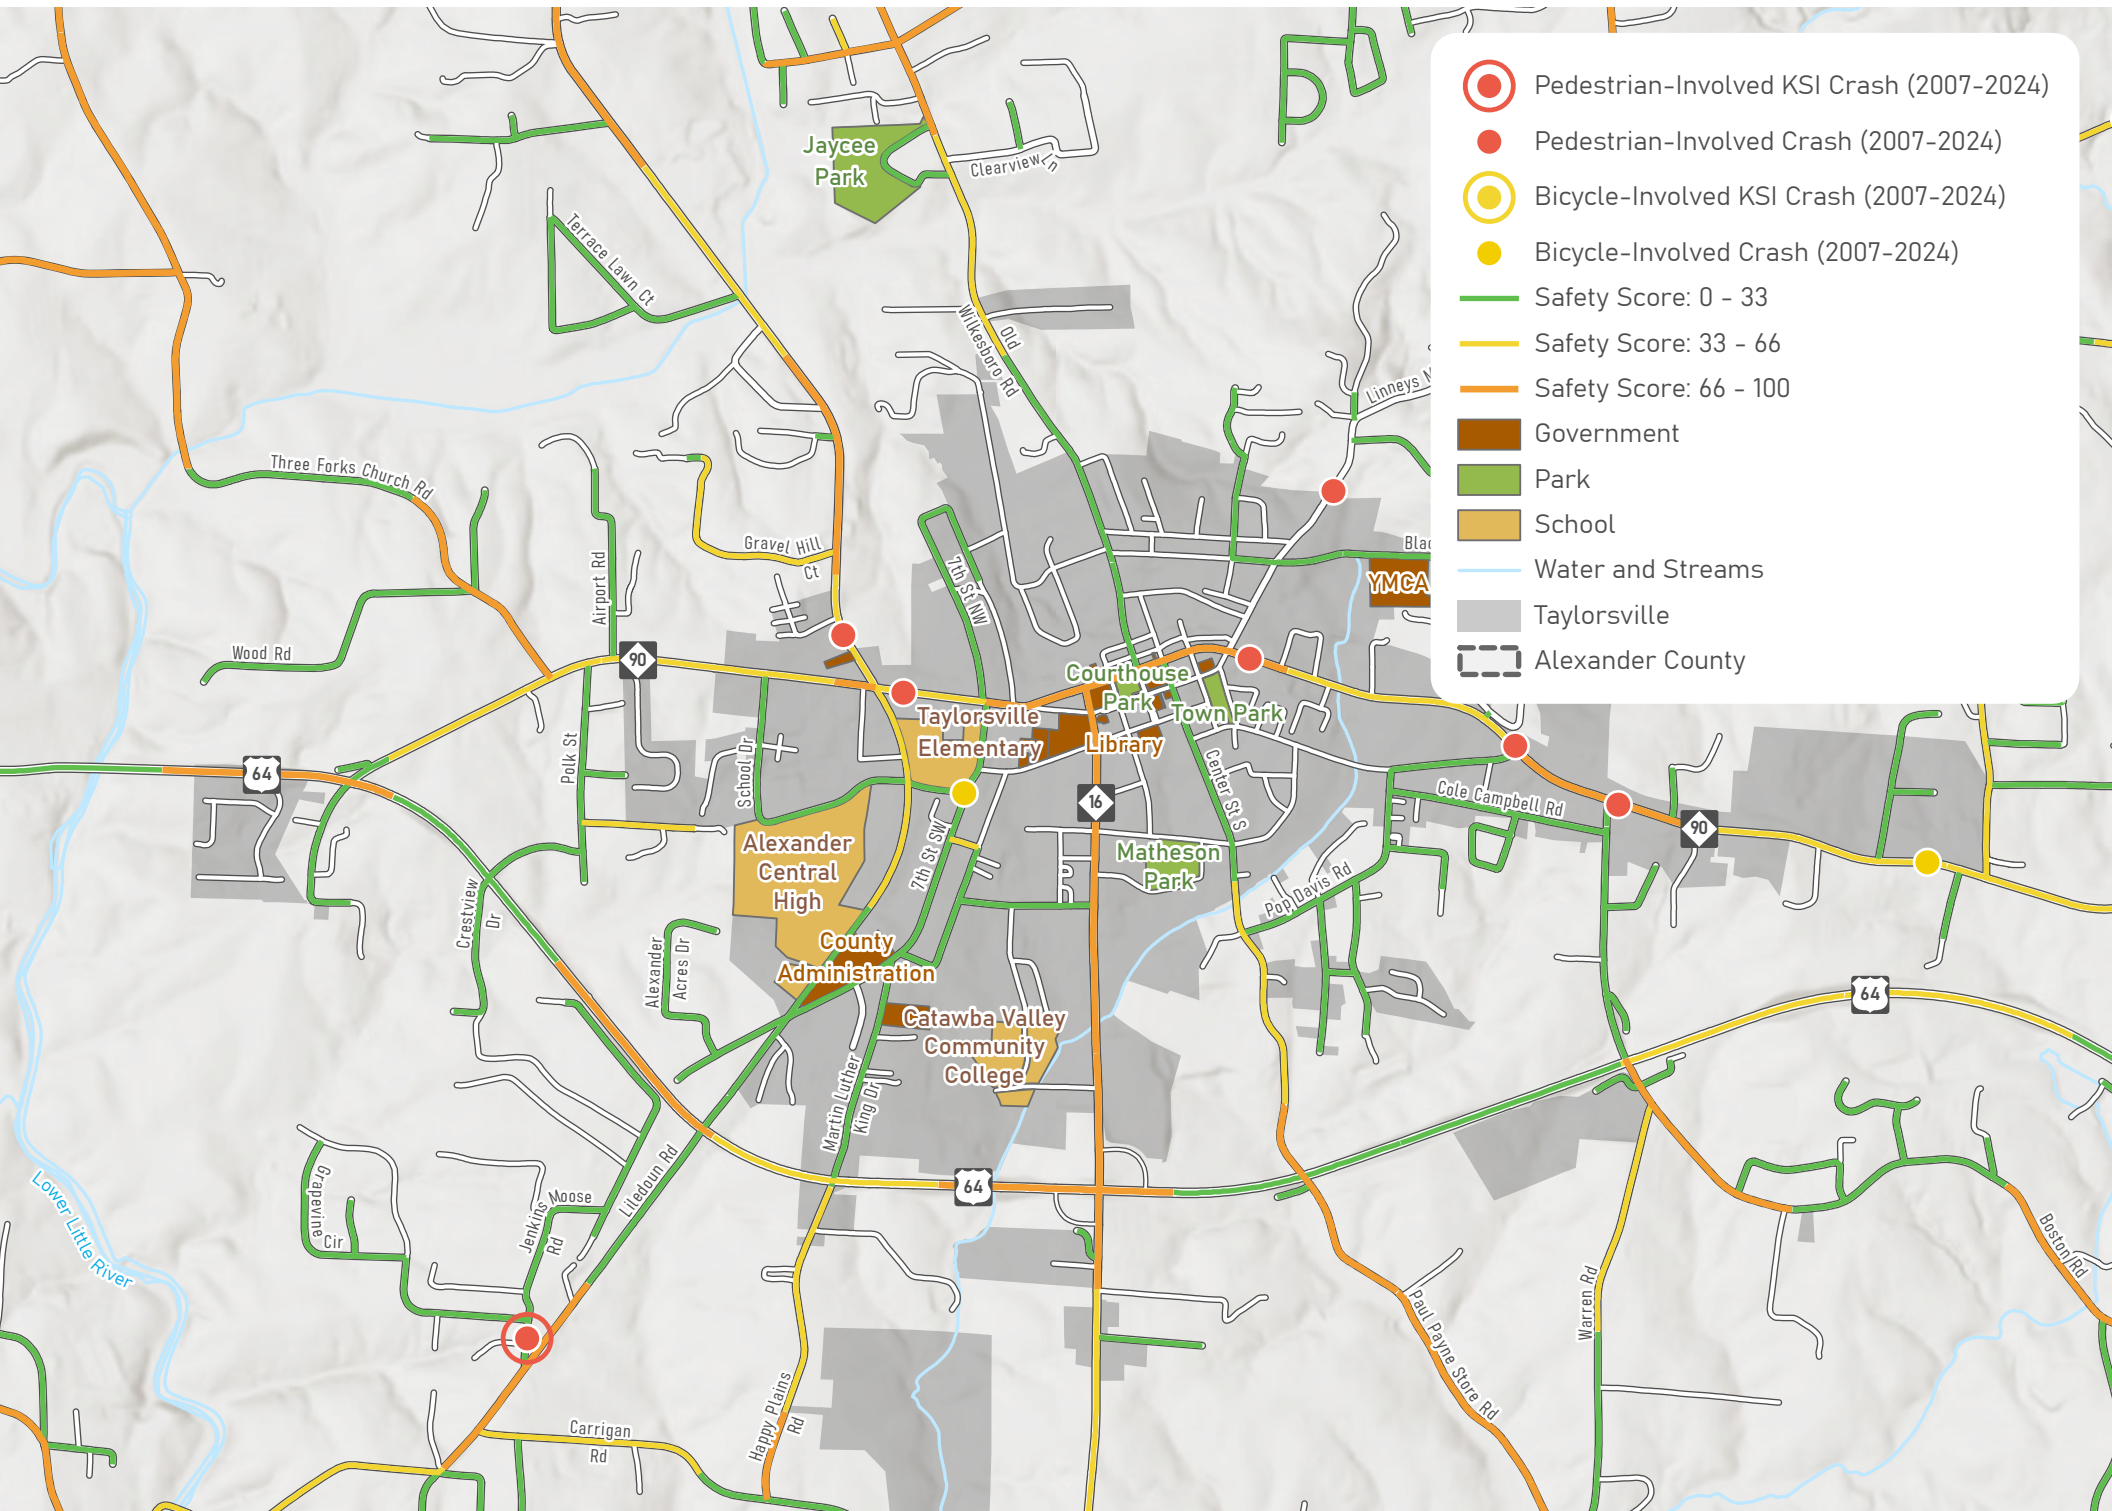 Pedestrian-Involved KSI Crash (2007-2024)
Pedestrian-Involved Crash (2007-2024)
Bicycle-Involved KSI Crash (2007-2024)
Bicycle-Involved Crash (2007-2024)
Safety Score: 0 - 33
Safety Score: 33 - 66
Safety Score: 66 - 100
Government
Park
School
Water and Streams
Taylorsville
Alexander County
Jaycee
Park
Clearview Ln
Terrace Lawn Ct
Old
Wilkesboro Rd
Linneys M
Three Forks Church Rd
Gravel Hill
Ct
Airport Rd
7th St NW
Blac
YMCA
Wood Rd
90
Courthouse
Park
Town Park
Taylorsville
Elementary
Library
Polk St
School Dr
64
16
Center St S
Cole Campbell Rd
90
Alexander
Central
High
7th St SW
Matheson
Park
Pop Davis Rd
Crestview
Dr
Alexander
Acres Dr
County
Administration
64
Catawba Valley
Community
College
Martin Luther
King Dr
Liledoun Rd
Grapevine
Cir
Jenkins Moose
Rd
64
Lower Little River
Boston Rd
Warren Rd
Paul Payne Store Rd
Happy Plains
Rd
Carrigan
Rd